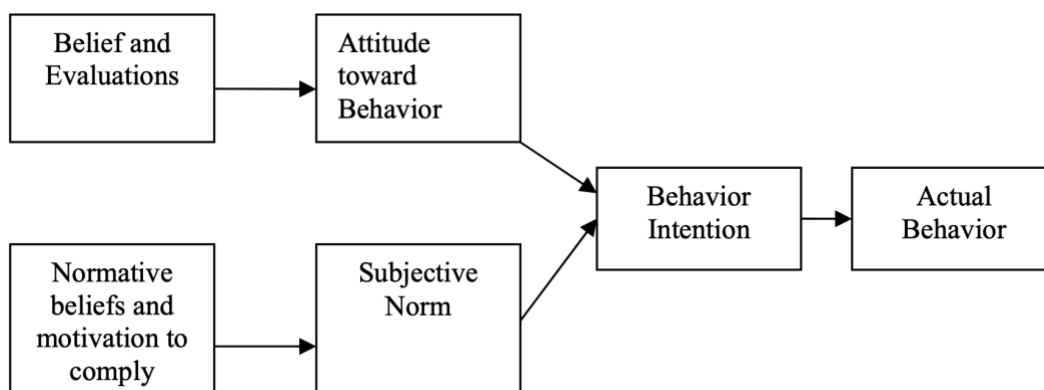 Belief and
Evaluations
Attitude
toward
Behavior
Behavior
Intention
Actual
Behavior
Normative
beliefs and
motivation to
comply
Subjective
Norm